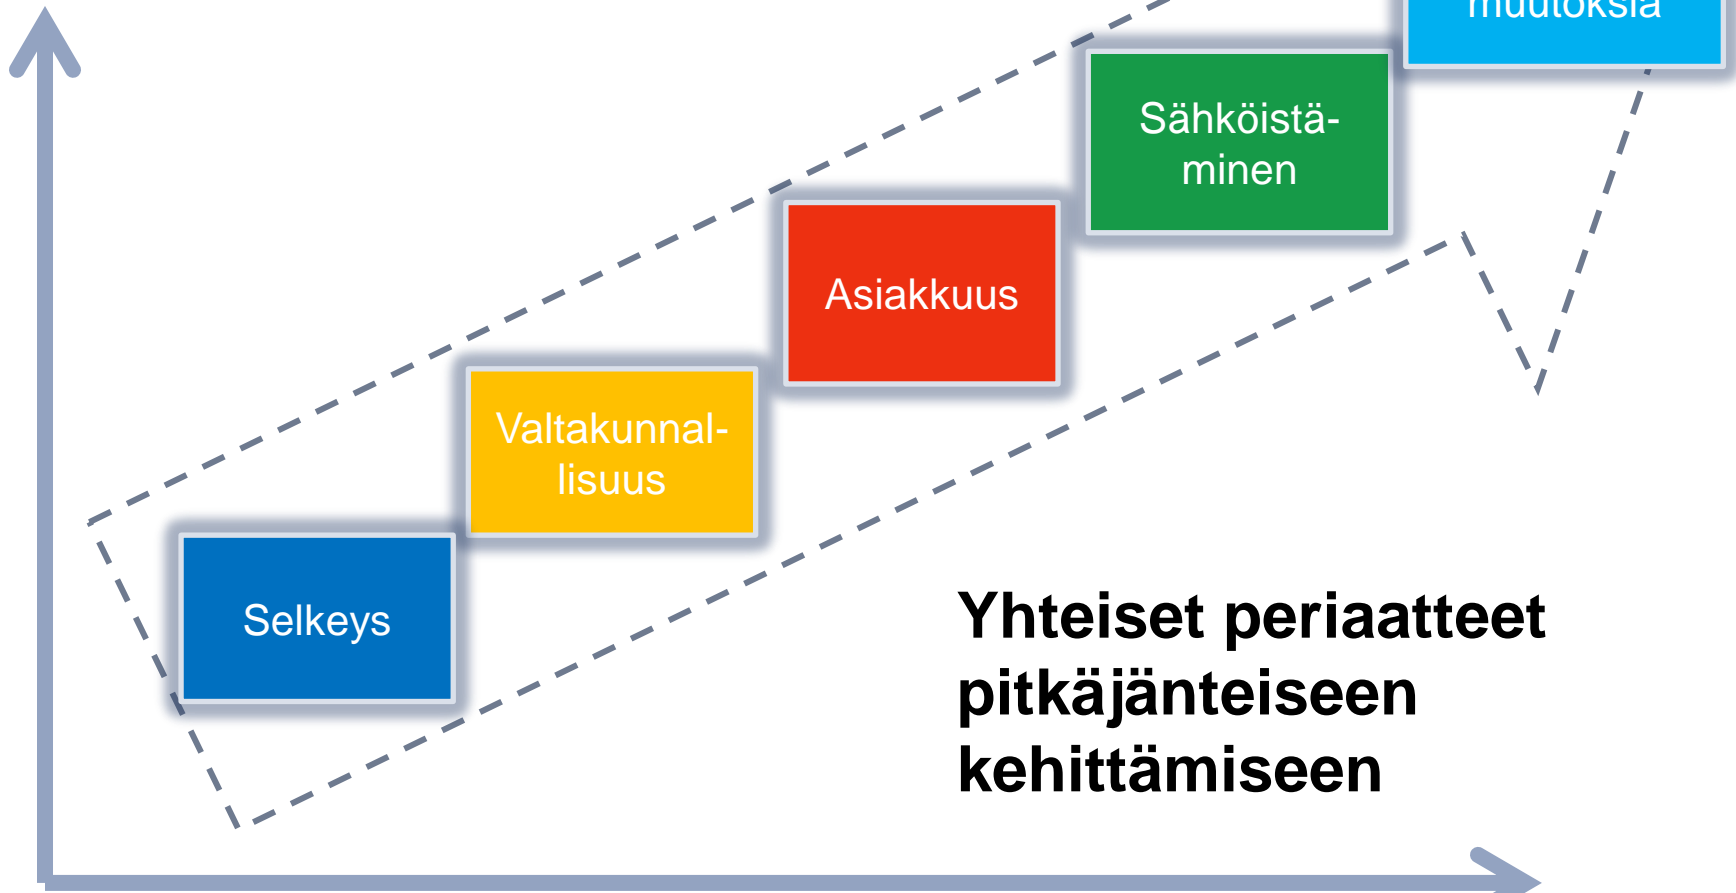 muutoksia
Sähköistä-
minen
Asiakkuus
Valtakunnal-
lisuus
Selkeys
Yhteiset periaatteet
pitkäjänteiseen
kehittämiseen